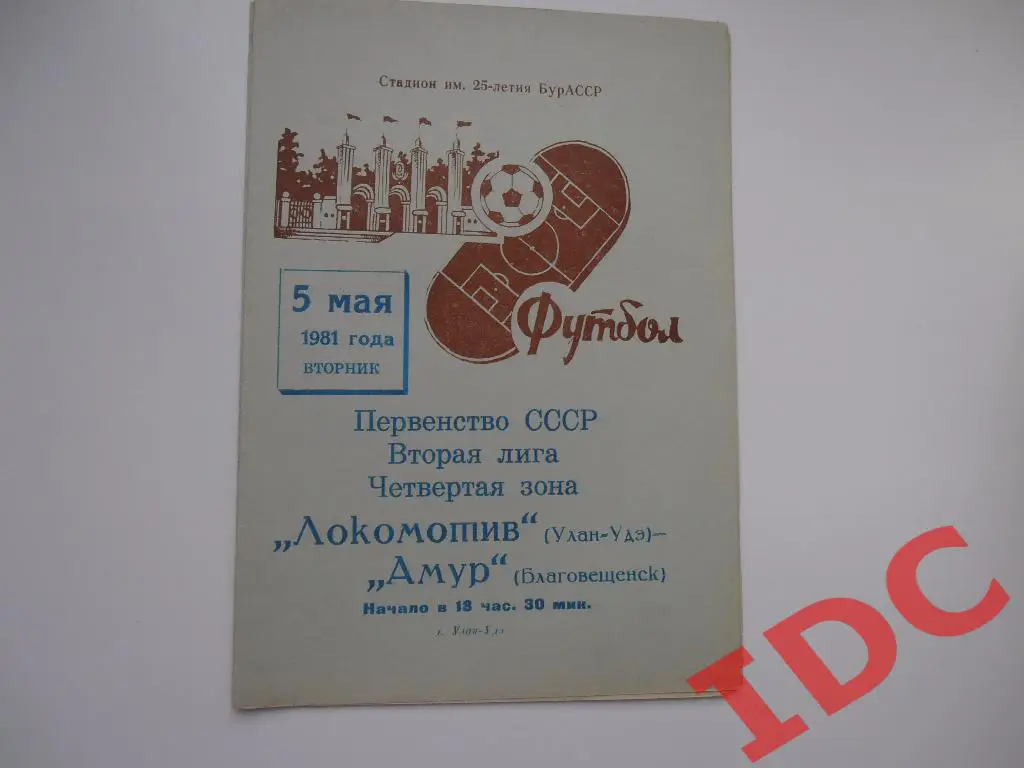 Стадион им. 25-летия БурАССР
5 мая
1981 года
ВТОРНИК
Футбол
Первенство СССР
Вторая лига
Четвертая зона
„Локомотив“ (Улан-Удэ)—
„Амур“ (Благовещенск)
Начало в 18 час. 30 мин.
г. Улан-Удэ
IDC